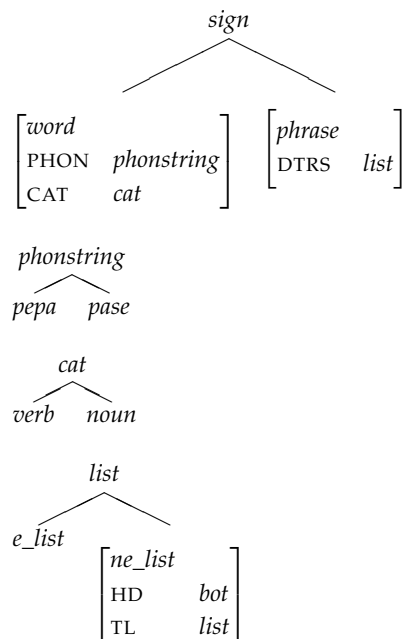 sign
word
PHON phonstring
CAT cat
phrase
DTRS list
phonstring
pepa pase
cat
verb noun
list
e_list
ne_list
HD bot
TL list